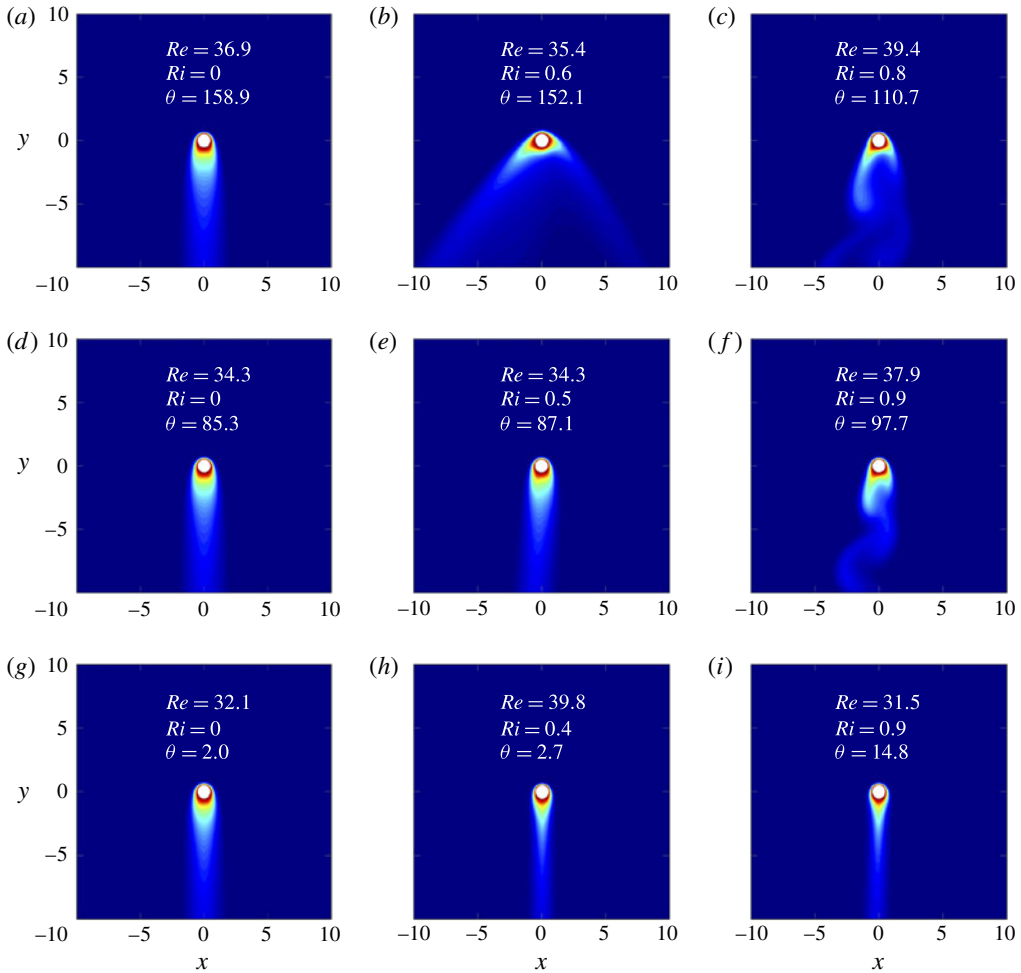 (a) 10 5 y 0 –5 –10 –5 0 5 10
Re = 36.9
Ri = 0
θ = 158.9
(b) –10 –5 0 5 10
Re = 35.4
Ri = 0.6
θ = 152.1
(c) –10 –5 0 5 10
Re = 39.4
Ri = 0.8
θ = 110.7
(d) 10 5 y 0 –5 –10 –5 0 5 10
Re = 34.3
Ri = 0
θ = 85.3
(e) –10 –5 0 5 10
Re = 34.3
Ri = 0.5
θ = 87.1
(f) –10 –5 0 5 10
Re = 37.9
Ri = 0.9
θ = 97.7
(g) 10 5 y 0 –5 –10 –5 0 5 10
Re = 32.1
Ri = 0
θ = 2.0
x
(h) –10 –5 0 5 10
Re = 39.8
Ri = 0.4
θ = 2.7
x
(i) –10 –5 0 5 10
Re = 31.5
Ri = 0.9
θ = 14.8
x